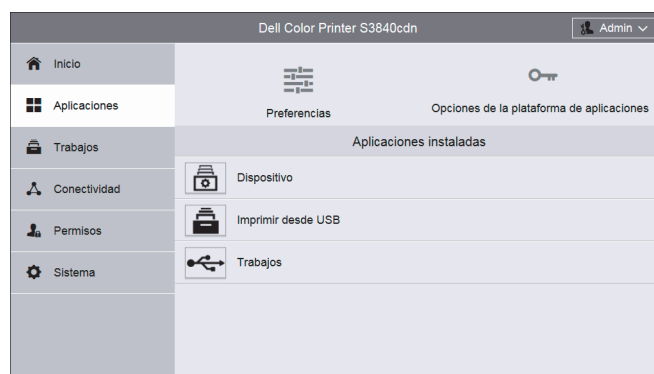 Dell Color Printer S3840cdn
Admin
Inicio
Aplicaciones
Trabajos
Conectividad
Permisos
Sistema
Preferencias
Opciones de la plataforma de aplicaciones
Aplicaciones instaladas
Dispositivo
Imprimir desde USB
Trabajos